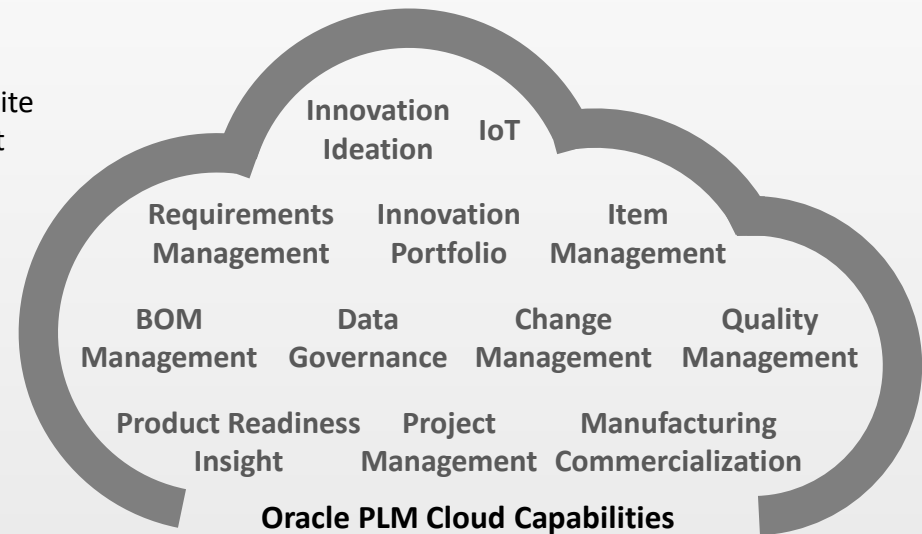 ite
t
Innovation
Ideation
IoT
Requirements
Management
Innovation
Portfolio
Item
Management
BOM
Management
Data
Governance
Change
Management
Quality
Management
Product Readiness
Insight
Project
Management
Manufacturing
Commercialization
Oracle PLM Cloud Capabilities